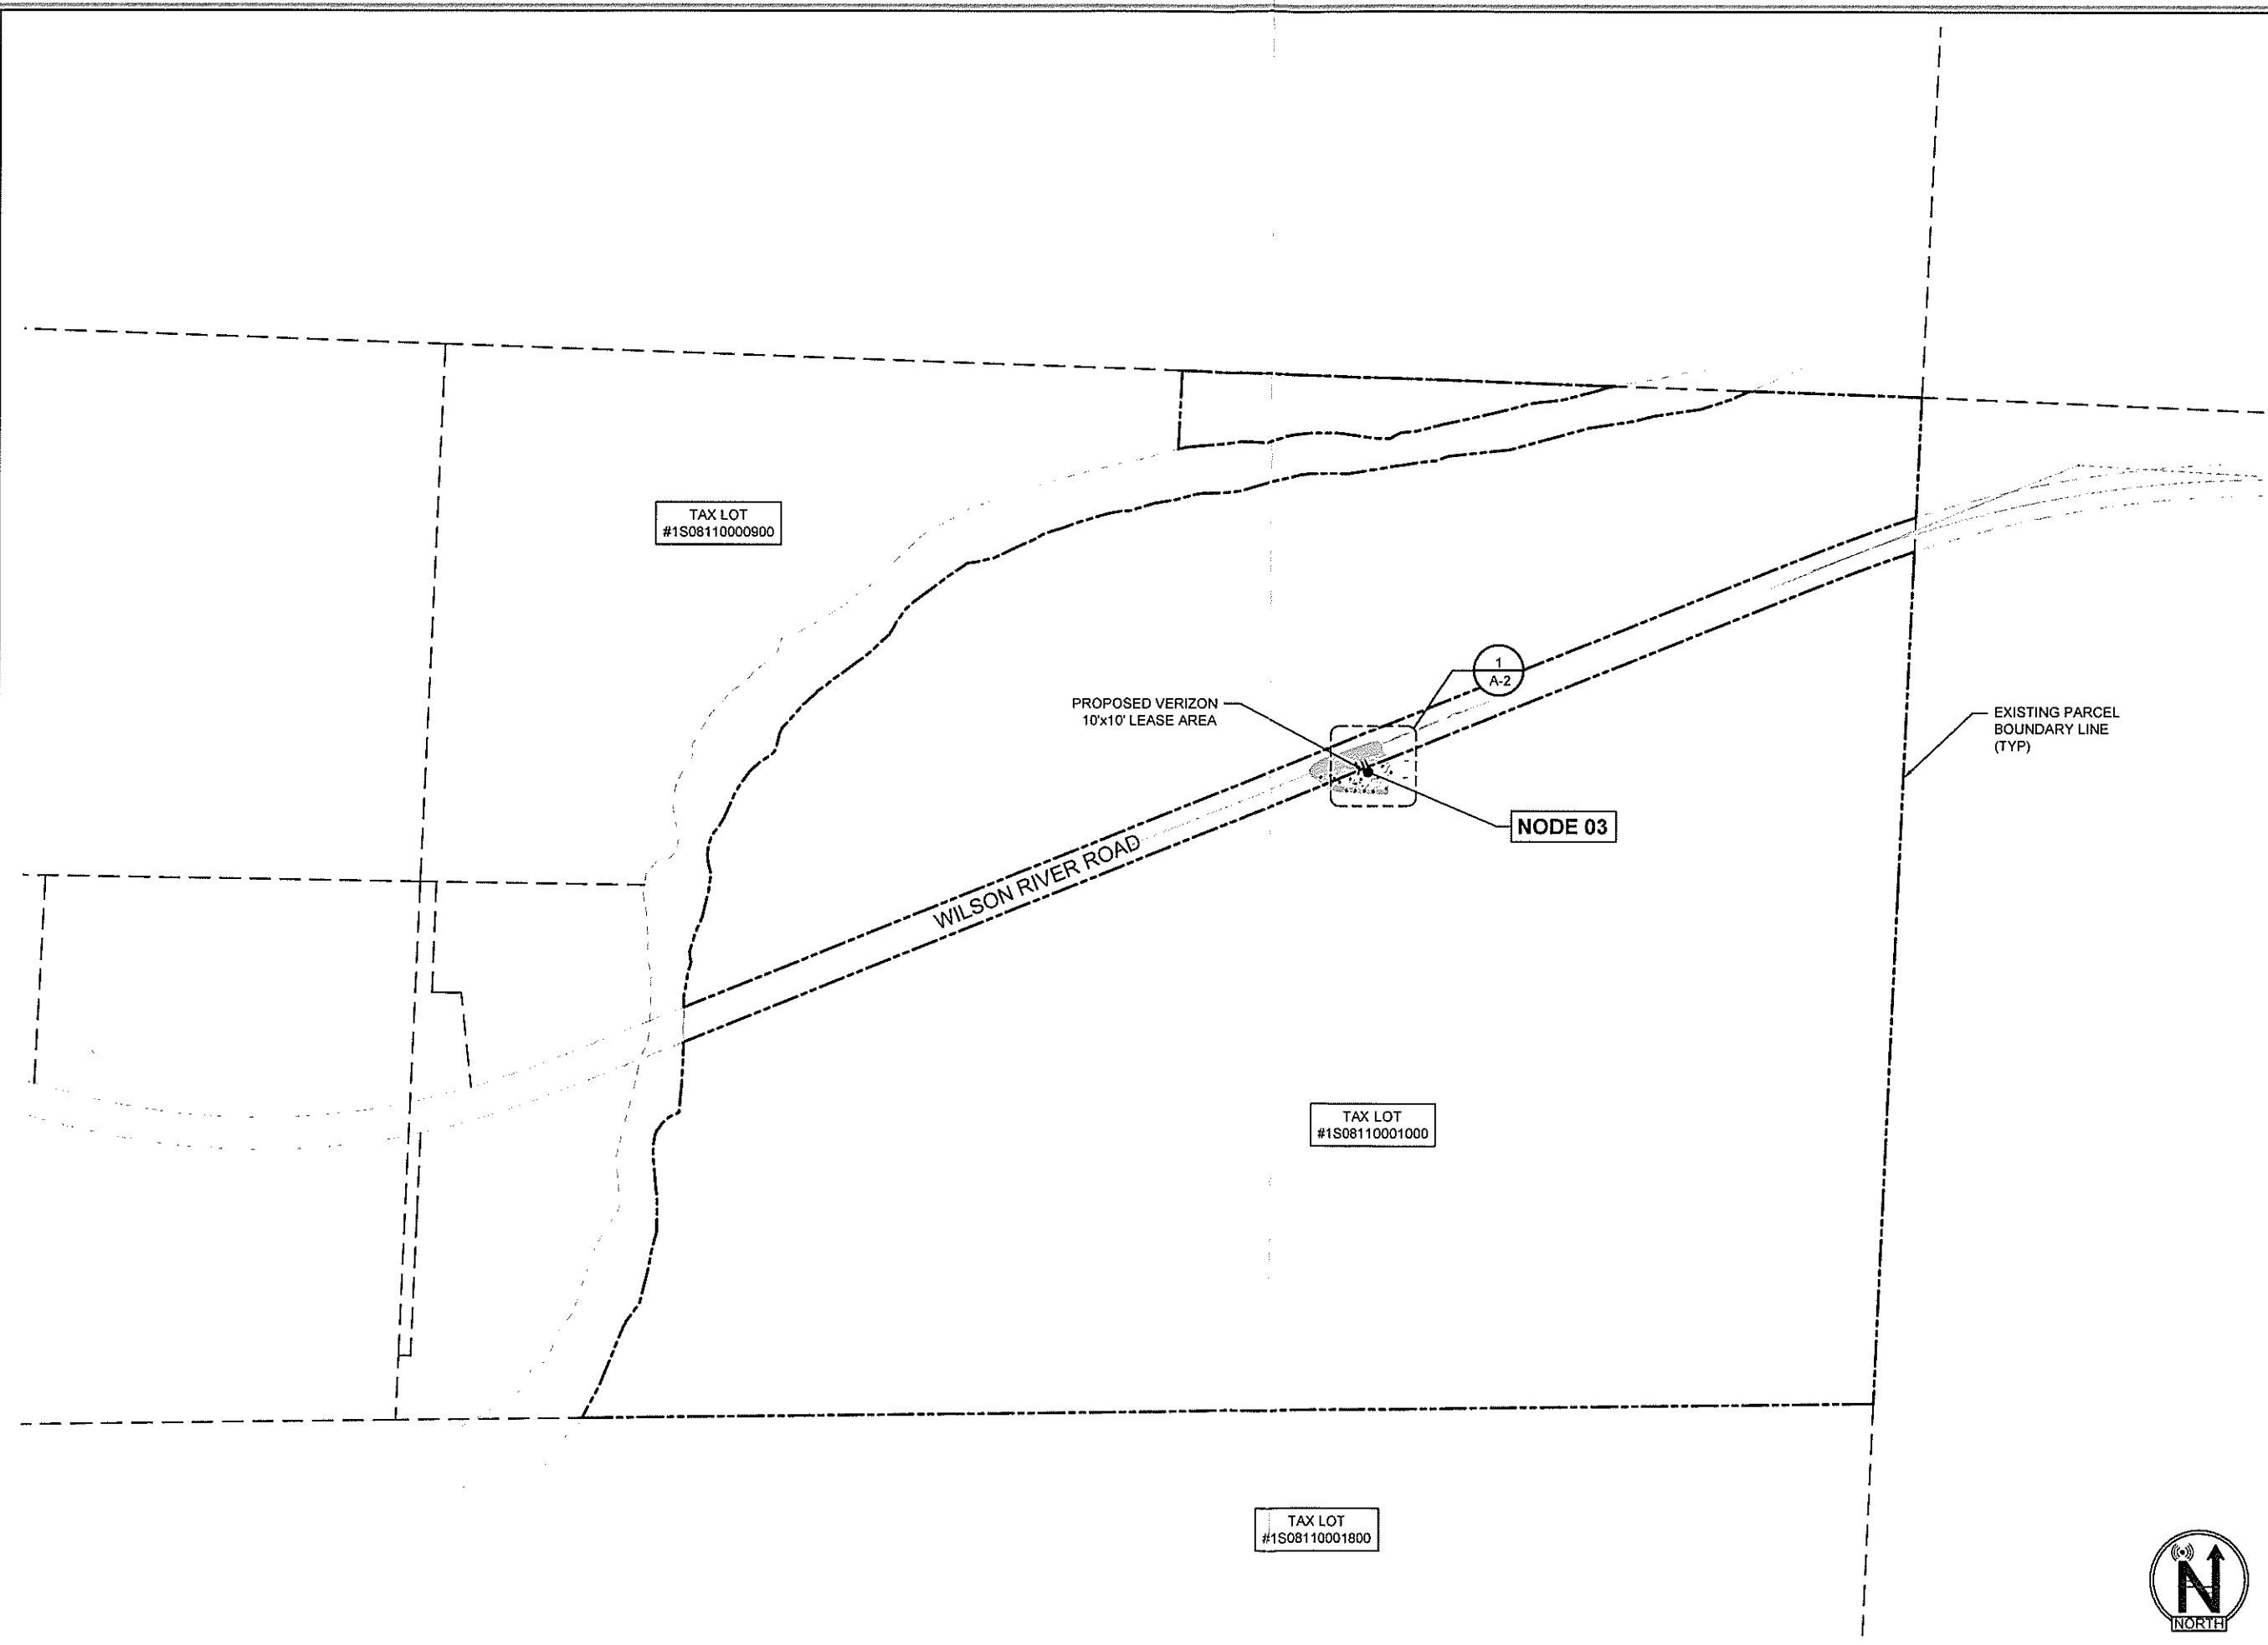 TAX LOT
#1S08110000900
1
A-2
PROPOSED VERIZON
10'x10' LEASE AREA
EXISTING PARCEL
BOUNDARY LINE
(TYP)
NODE 03
WILSON RIVER ROAD
TAX LOT
#1S08110001000
TAX LOT
#1S08110001800
N
NORTH